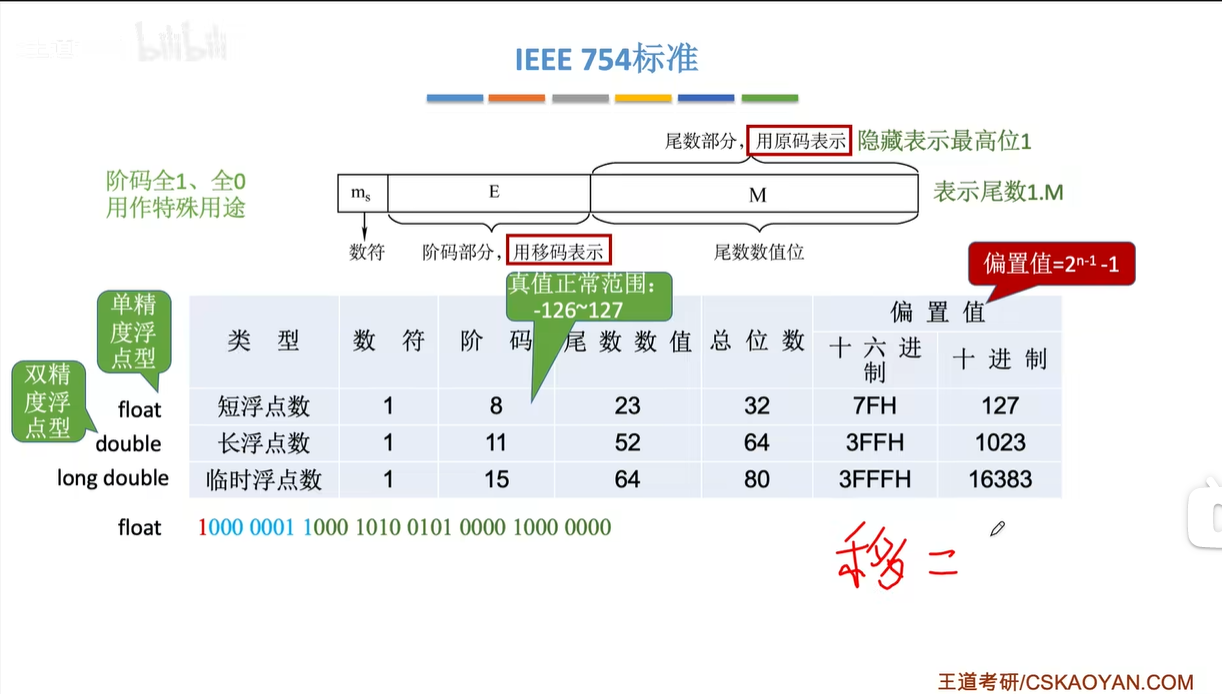 王道
bilibili
IEEE 754标准
尾数部分，用原码表示 隐藏表示最高位1
阶码全1、全0
用作特殊用途
mₛ E M
表示尾数1.M
数符 阶码部分，用移码表示 尾数数值位
偏置值=2ⁿ⁻¹ -1
真值正常范围：
-126~127
单精
度浮
点型
双精
度浮
点型
类 型 数 符 阶 码 尾 数 数 值 总 位 数 偏 置 值
十 六 进
制 十 进 制
float 短浮点数 1 8 23 32 7FH 127
double 长浮点数 1 11 52 64 3FFH 1023
long double 临时浮点数 1 15 64 80 3FFFH 16383
float 1000 0001 1000 1010 0101 0000 1000 0000
移 =
王道考研/CSKAOYAN.COM